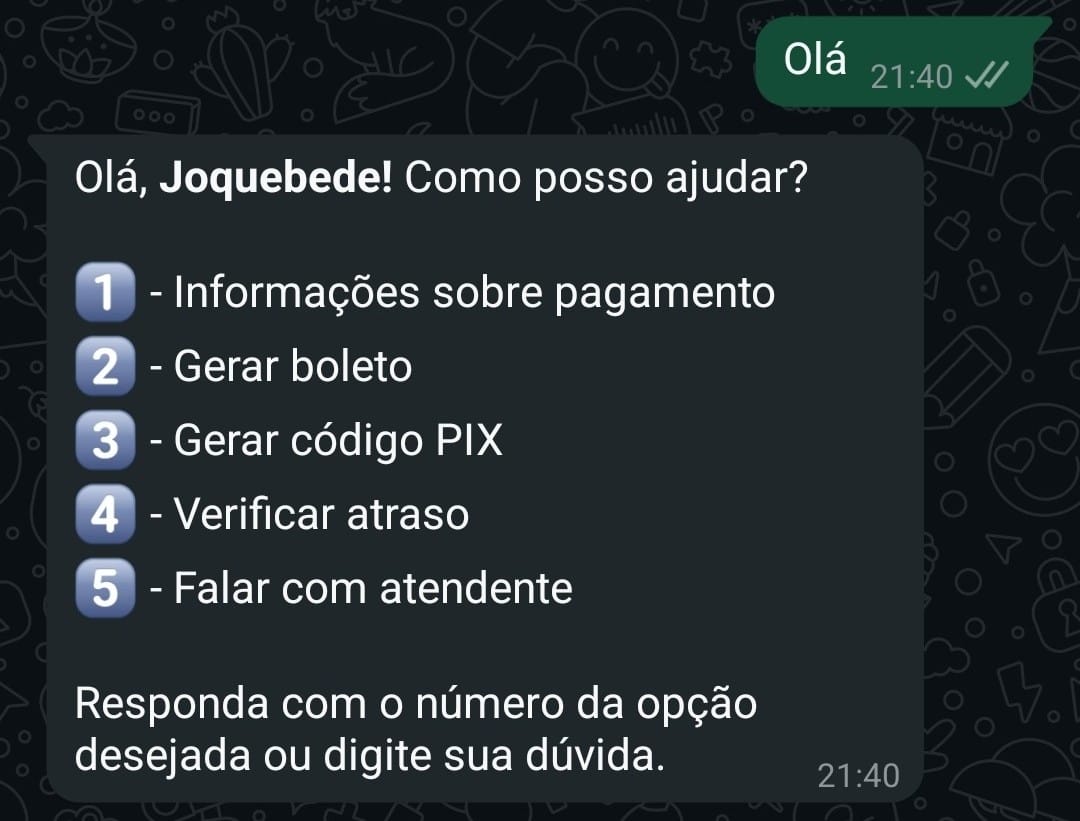 Olá 21:40
Olá, Joquebede! Como posso ajudar?
1 - Informações sobre pagamento
2 - Gerar boleto
3 - Gerar código PIX
4 - Verificar atraso
5 - Falar com atendente
Responda com o número da opção
desejada ou digite sua dúvida.
21:40